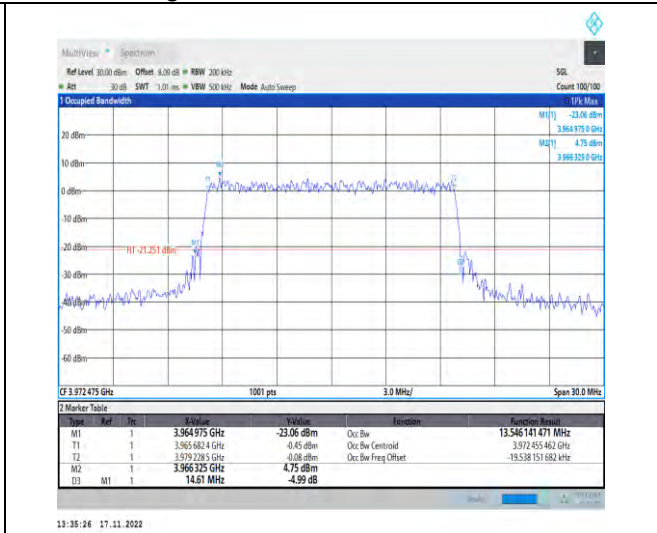 MultiView Spectrum
Ref Level 30.00 dBm Offset 8.09 dB RBW 200 kHz SGL
Att 30 dB SWT 1.01 ms VBW 500 kHz Mode Auto Sweep Count 100/100
1 Occupied Bandwidth 1Pk Max
M1[1] -23.06 dBm
3.964 975 0 GHz
M2[1] 4.75 dBm
3.966 325 0 GHz
20 dBm
10 dBm
0 dBm
-10 dBm
-20 dBm
H1 -21.251 dBm
-30 dBm
-40 dBm
-50 dBm
-60 dBm
M2
T1
T2
M1
CF 3.972 475 GHz 1001 pts 3.0 MHz/ Span 30.0 MHz
2 Marker Table
Type Ref Trc X-Value Y-Value Function Function Result
M1 1 3.964 975 GHz -23.06 dBm Occ Bw 13.546 141 471 MHz
T1 1 3.965 682 4 GHz -0.45 dBm Occ Bw Centroid 3.972 455 462 GHz
T2 1 3.979 228 5 GHz -0.08 dBm Occ Bw Freq Offset -19.538 151 682 kHz
M2 1 3.966 325 GHz 4.75 dBm
D3 M1 1 14.61 MHz -4.99 dB
13:35:26 17.11.2022